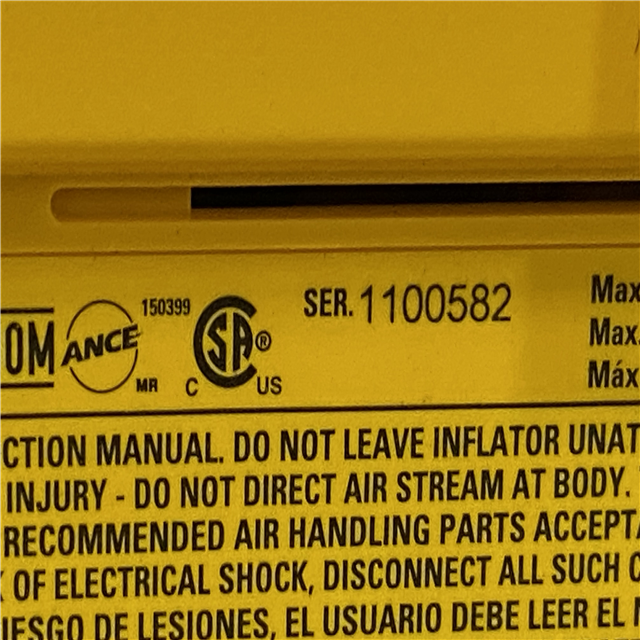 OM ANCE 150399 MR C SA® US SER. 1100582 Max
Max.
Máx
CTION MANUAL. DO NOT LEAVE INFLATOR UNAT
INJURY - DO NOT DIRECT AIR STREAM AT BODY.
RECOMMENDED AIR HANDLING PARTS ACCEPTA
OF ELECTRICAL SHOCK, DISCONNECT ALL SUCH C
IESGO DE LESIONES, EL USUARIO DEBE LEER EL